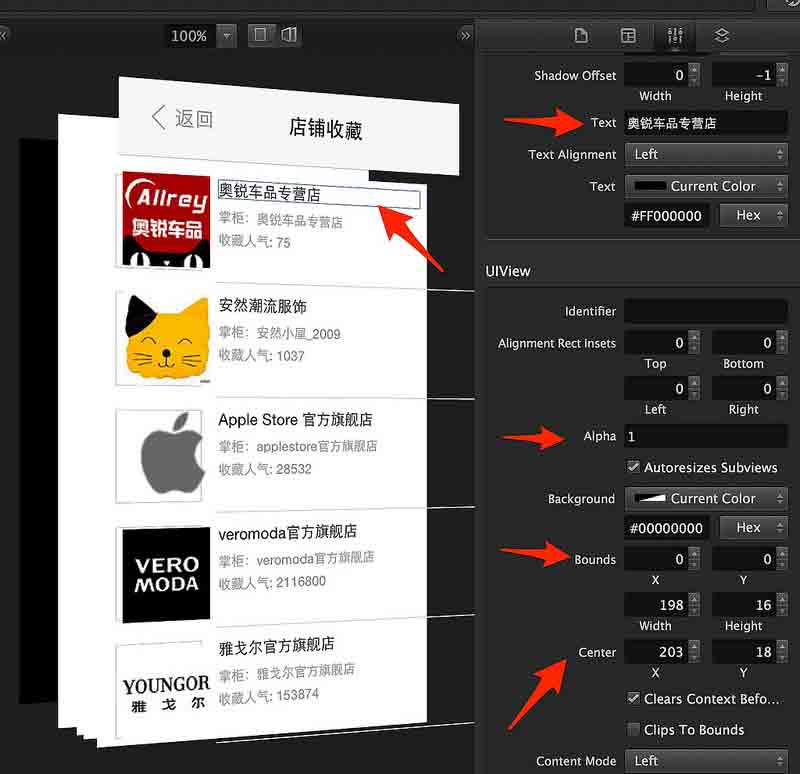 100%
返回
店铺收藏
Allrey
奥锐车品
奥锐车品专营店
掌柜：奥锐车品专营店
收藏人气: 75
安然潮流服饰
掌柜：安然小屋_2009
收藏人气: 1037
Apple Store 官方旗舰店
掌柜：applestore官方旗舰店
收藏人气: 28532
VERO
MODA
veromoda官方旗舰店
掌柜：veromoda官方旗舰店
收藏人气: 2116800
YOUNGOR
雅 戈 尔
雅戈尔官方旗舰店
掌柜：雅戈尔官方旗舰店
收藏人气: 153874
Shadow Offset 0 -1
Width Height
Text 奥锐车品专营店
Text Alignment Left
Text Current Color
#FF000000 Hex
UIView
Identifier
Alignment Rect Insets 0 0
Top Bottom
0 0
Left Right
Alpha 1
Autoresizes Subviews
Background Current Color
#00000000 Hex
Bounds 0 0
X Y
198 16
Width Height
Center 203 18
X Y
Clears Context Befo...
Clips To Bounds
Content Mode Left